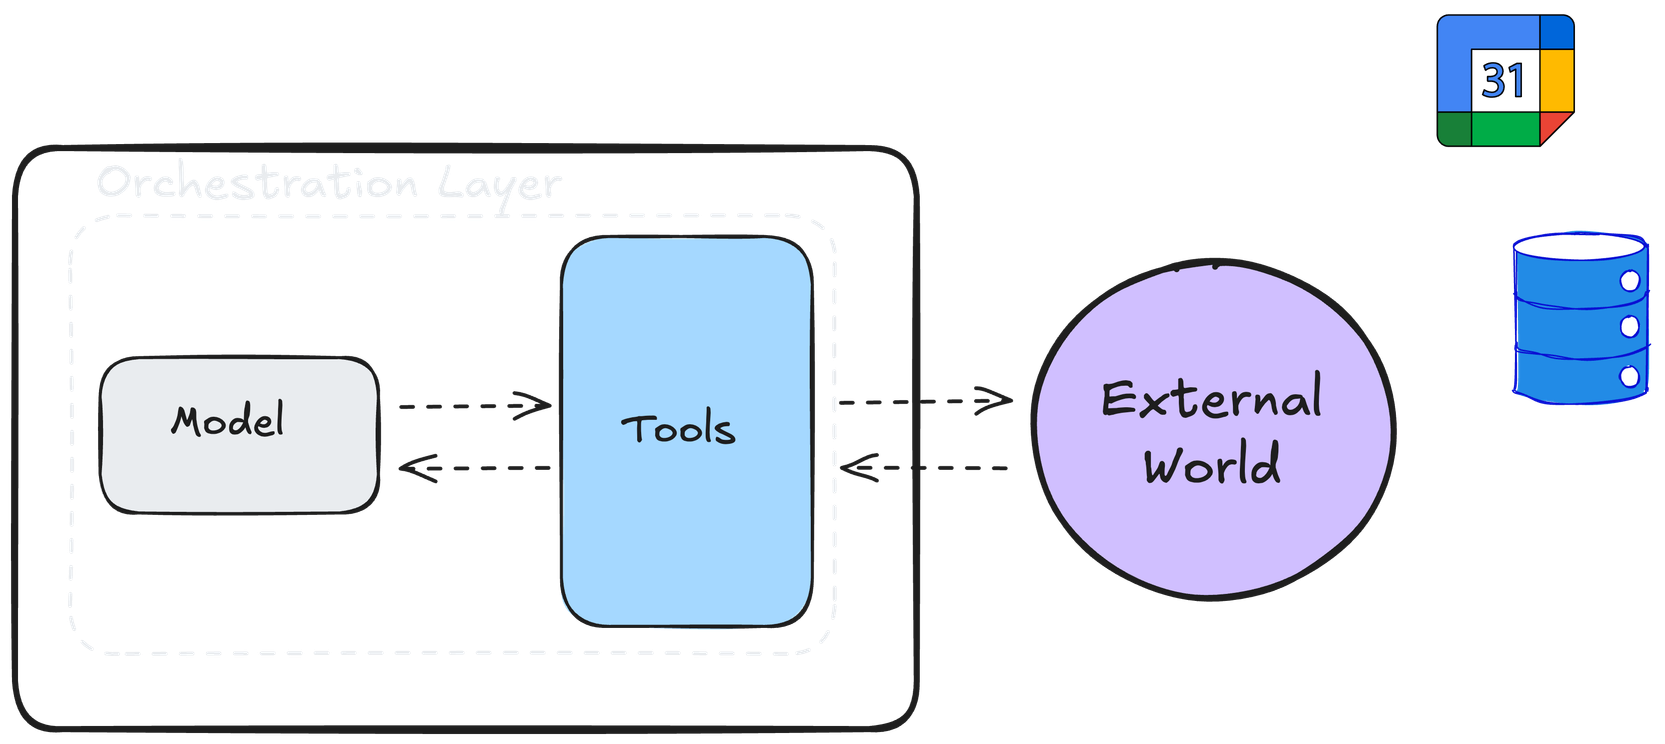 31
Orchestration Layer
Model
Tools
External
World